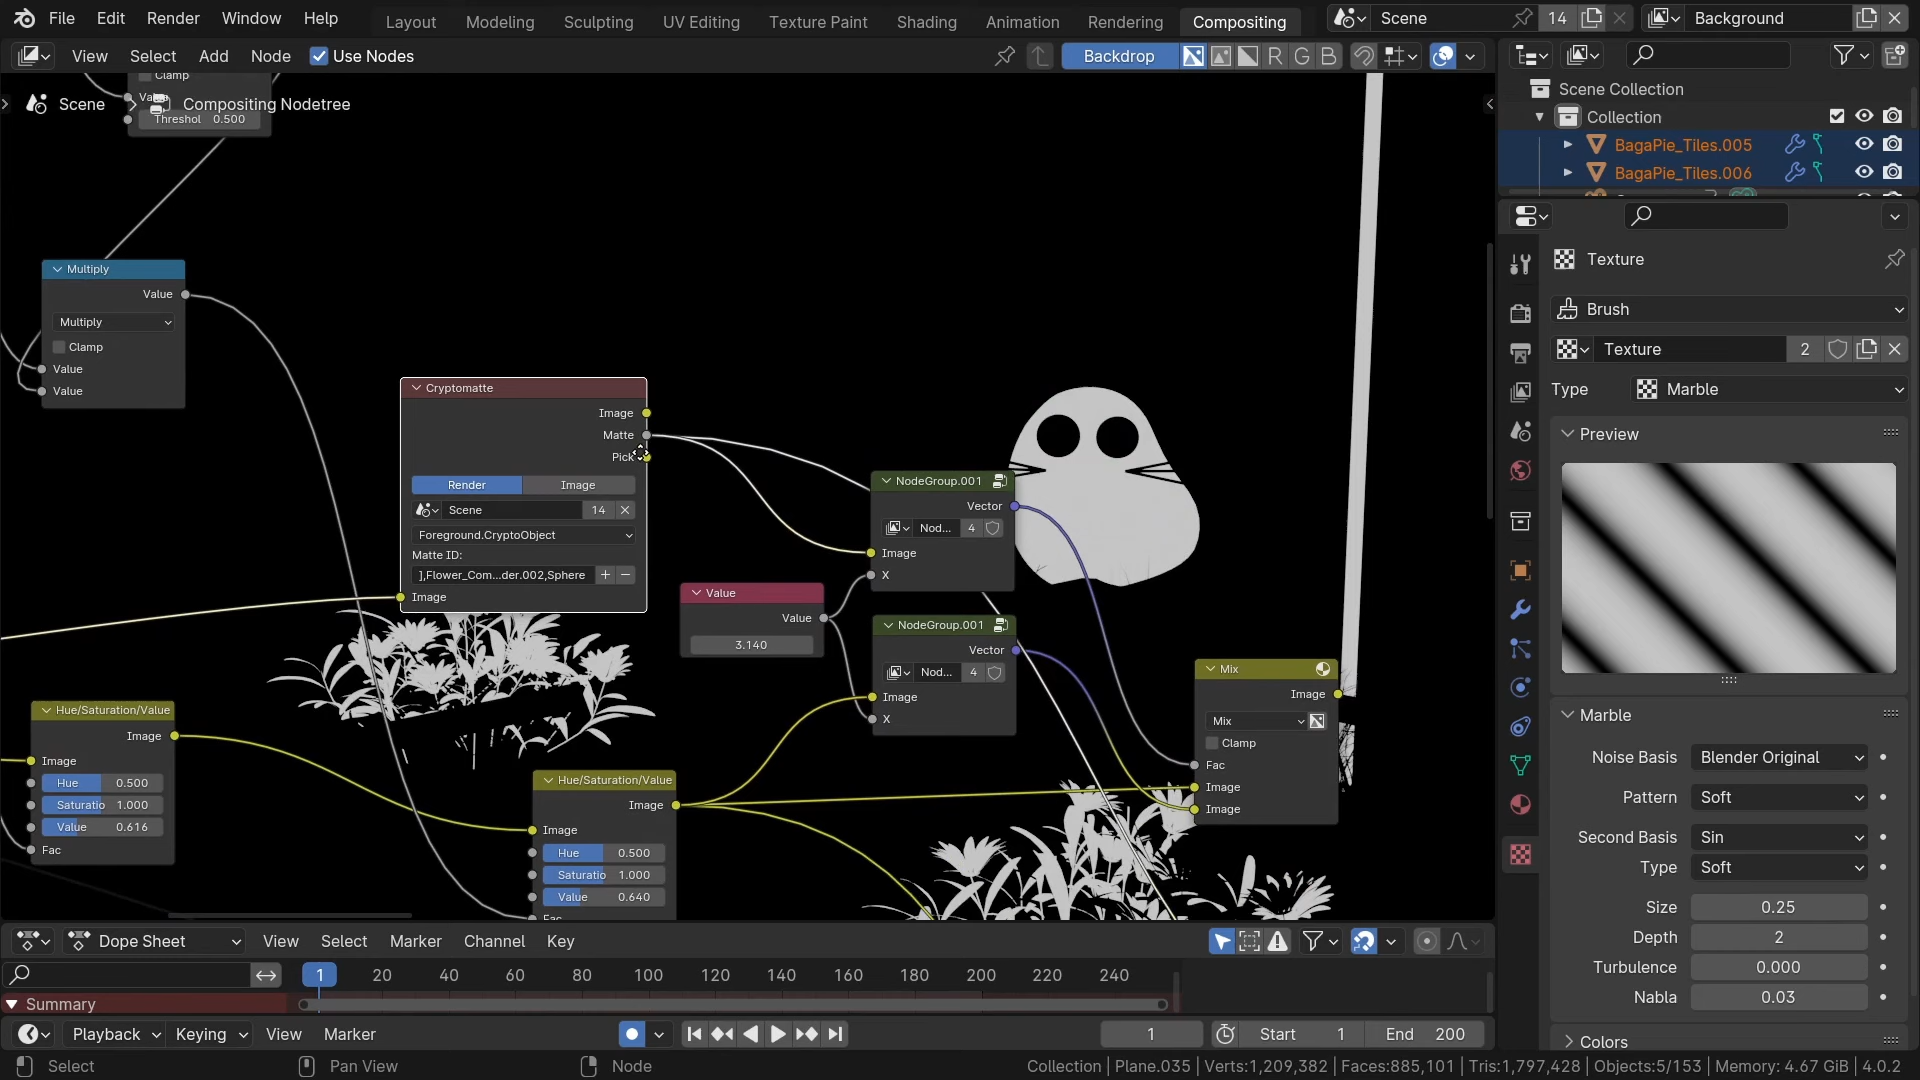 File Edit Render Window Help Layout Modeling Sculpting UV Editing Texture Paint Shading Animation Rendering Compositing Scene 14 Background
View Select Add Node Use Nodes Backdrop R G B
Clamp
Scene Compositing Nodetree
Threshol 0.500
Scene Collection
Collection
BagaPie_Tiles.005
BagaPie_Tiles.006
Multiply
Value
Multiply
Clamp
Value
Value
Cryptomatte
Image
Matte
Pick
Render Image
Scene 14
Foreground.CryptoObject
Matte ID:
],Flower_Com...der.002,Sphere
Image
NodeGroup.001
Vector
Nod... 4
Image
X
Value
Value
3.140
NodeGroup.001
Vector
Nod... 4
Image
X
Mix
Image
Mix
Clamp
Fac
Image
Image
Hue/Saturation/Value
Image
Image
Hue 0.500
Saturatio 1.000
Value 0.616
Fac
Hue/Saturation/Value
Image
Image
Hue 0.500
Saturatio 1.000
Value 0.640
Fac
Texture
Brush
Texture 2
Type Marble
Preview
Marble
Noise Basis Blender Original
Pattern Soft
Second Basis Sin
Type Soft
Size 0.25
Depth 2
Turbulence 0.000
Nabla 0.03
Colors
Dope Sheet View Select Marker Channel Key
1 20 40 60 80 100 120 140 160 180 200 220 240
Summary
Playback Keying View Marker 1 Start 1 End 200
Select Pan View Node Collection | Plane.035 | Verts:1,209,382 | Faces:885,101 | Tris:1,797,428 | Objects:5/153 | Memory: 4.67 GiB | 4.0.2